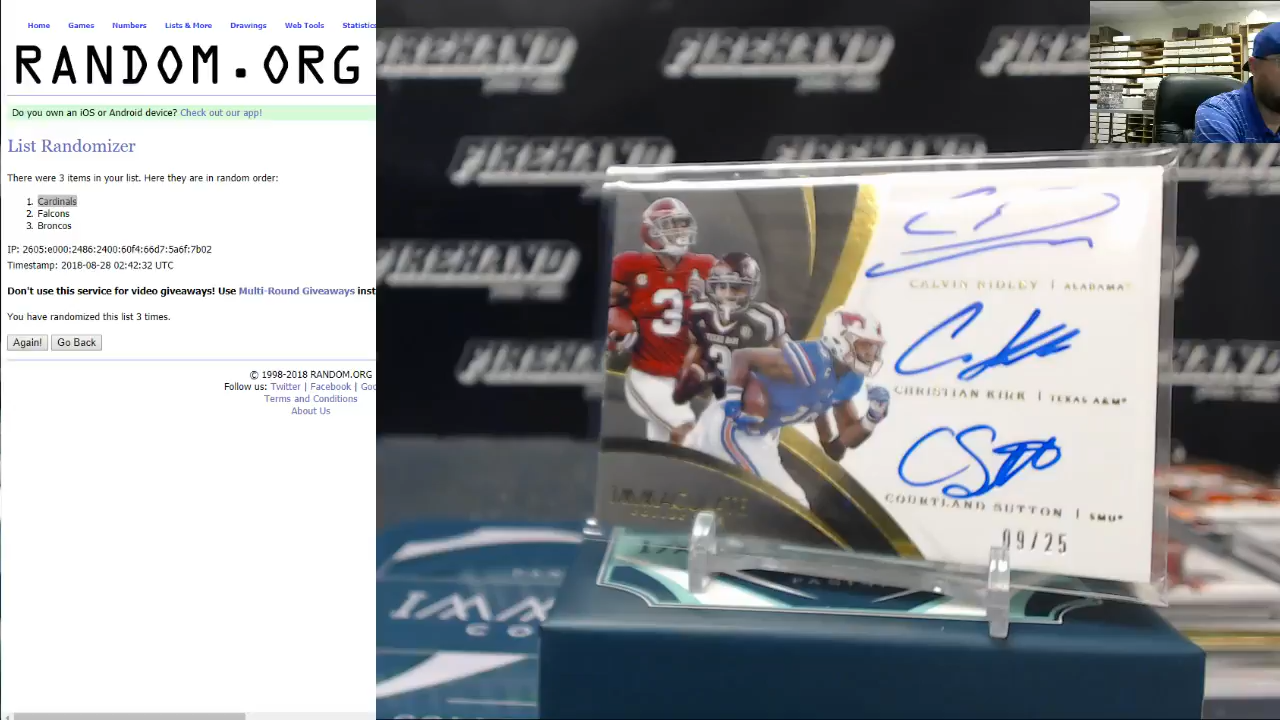 Home Games Numbers Lists & More Drawings Web Tools Statistics
RANDOM.ORG
Do you own an iOS or Android device? Check out our app!
List Randomizer
There were 3 items in your list. Here they are in random order:
1. Cardinals
2. Falcons
3. Broncos
IP: 2605:e000:2486:2400:60f4:66d7:5a6f:7b02
Timestamp: 2018-08-28 02:42:32 UTC
Don't use this service for video giveaways! Use Multi-Round Giveaways inst
You have randomized this list 3 times.
Again! Go Back
© 1998-2018 RANDOM.ORG
Follow us: Twitter | Facebook | Goo
Terms and Conditions
About Us
CALVIN RIDLEY | ALABAMA
CHRISTIAN KIRK | TEXAS A&M
COURTLAND SUTTON | SMU
09/25
3
IMMACULATE